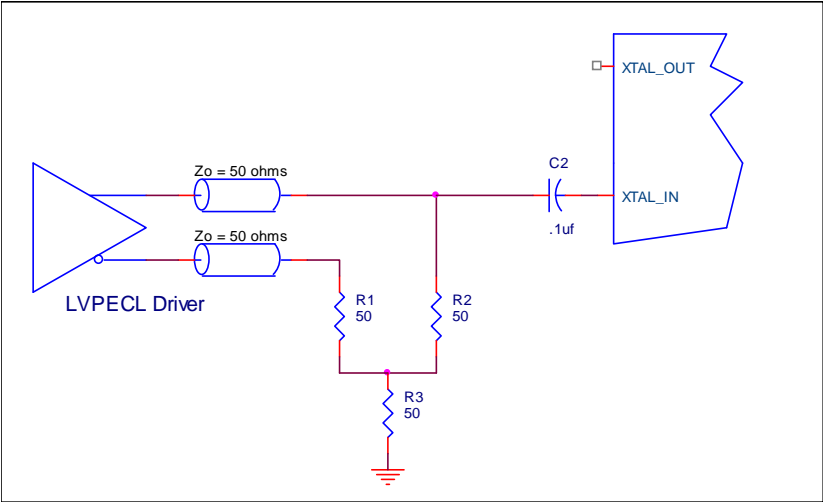 XTAL_OUT
C2
Zo = 50 ohms
XTAL_IN
.1uf
Zo = 50 ohms
LVPECL Driver
R1
50
R2
50
R3
50